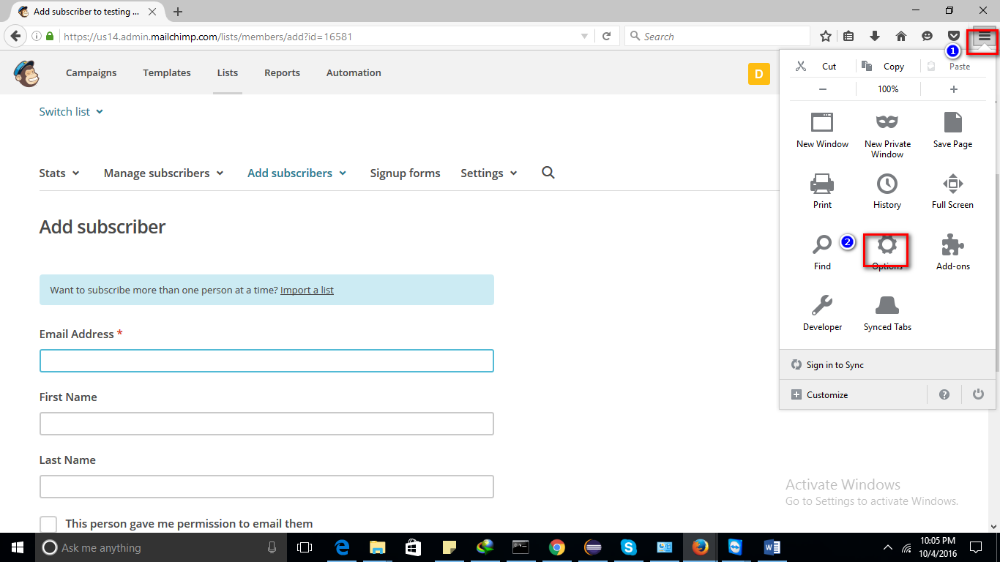 Add subscriber to testing ...
https://us14.admin.mailchimp.com/lists/members/add?id=16581
Search
1
Campaigns
Templates
Lists
Reports
Automation
D
Switch list
Stats
Manage subscribers
Add subscribers
Signup forms
Settings
Add subscriber
Want to subscribe more than one person at a time? Import a list
Email Address *
First Name
Last Name
This person gave me permission to email them
Cut
Copy
Paste
− 100% +
New Window
New Private
Window
Save Page
Print
History
Full Screen
2
Find
Options
Add-ons
Developer
Synced Tabs
Sign in to Sync
Customize
?
Activate Windows
Go to Settings to activate Windows.
Ask me anything
10:05 PM
10/4/2016